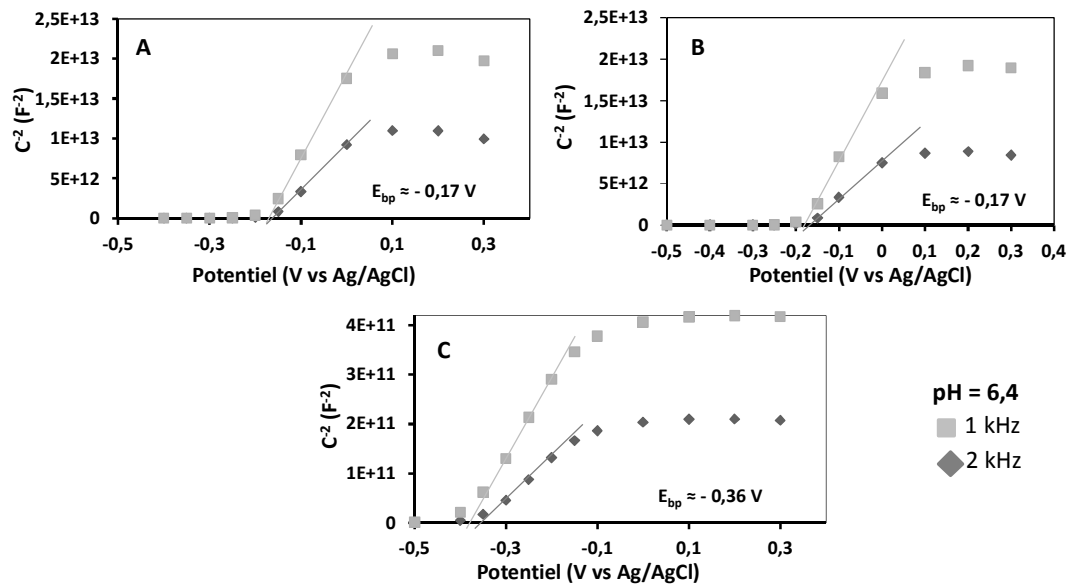 A
C⁻² (F⁻²)
2,5E+13
2E+13
1,5E+13
1E+13
5E+12
0
-0,5 -0,3 -0,1 0,1 0,3
E_bp ≈ - 0,17 V
Potentiel (V vs Ag/AgCl)
B
C⁻² (F⁻²)
2,5E+13
2E+13
1,5E+13
1E+13
5E+12
0
-0,5 -0,4 -0,3 -0,2 -0,1 0 0,1 0,2 0,3 0,4
E_bp ≈ - 0,17 V
Potentiel (V vs Ag/AgCl)
C
C⁻² (F⁻²)
4E+11
3E+11
2E+11
1E+11
0
-0,5 -0,3 -0,1 0,1 0,3
E_bp ≈ - 0,36 V
Potentiel (V vs Ag/AgCl)
pH = 6,4
1 kHz
2 kHz